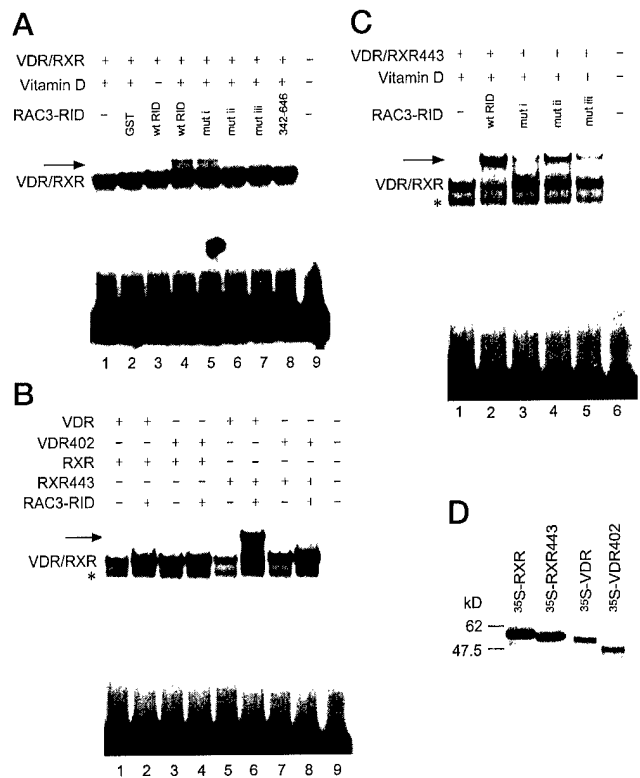 A
VDR/RXR + + + + + + + + –
Vitamin D + + – + + + + + –
RAC3-RID – GST wt RID wt RID mut i mut ii mut iii 342-646 –
VDR/RXR
1 2 3 4 5 6 7 8 9
B
VDR + + – – + + – – –
VDR402 – – + + – – + + –
RXR + + + + – – – – –
RXR443 – – – – + + + + –
RAC3-RID – + – + – + – + –
VDR/RXR
*
1 2 3 4 5 6 7 8 9
C
VDR/RXR443 + + + + + –
Vitamin D + + + + + –
RAC3-RID – wt RID mut i mut ii mut iii –
VDR/RXR
*
1 2 3 4 5 6
D
kD 35S-RXR 35S-RXR443 35S-VDR 35S-VDR402
62
47.5